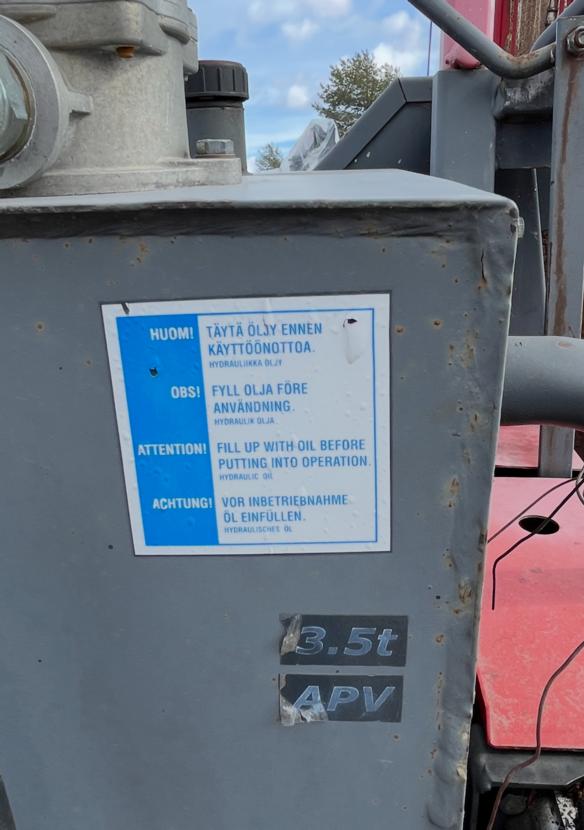 HUOM!
TÄYTÄ ÖLJY ENNEN
KÄYTTÖÖNOTTOA.
HYDRAULIIKKA ÖLJY
OBS!
FYLL OLJA FÖRE
ANVÄNDNING.
HYDRAULIK OLJA.
ATTENTION!
FILL UP WITH OIL BEFORE
PUTTING INTO OPERATION.
HYDRAULIC OIL
ACHTUNG!
VOR INBETRIEBNAHME
ÖL EINFÜLLEN.
HYDRAULISCHES ÖL
3.5t
APV